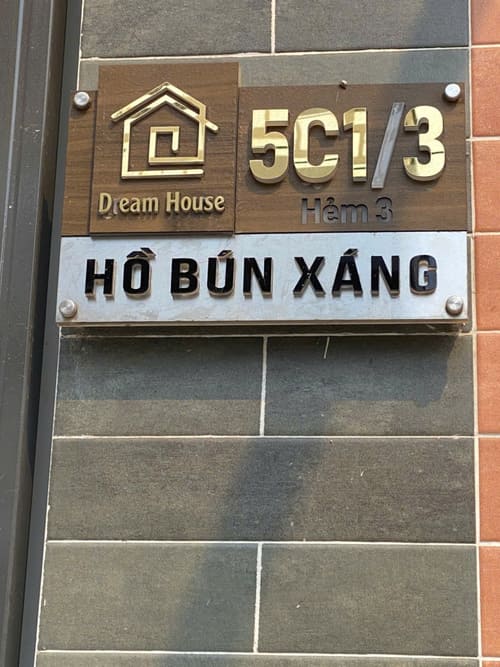 Dream House
5C1/3
Hẻm 3
HỒ BÚN XÁNG